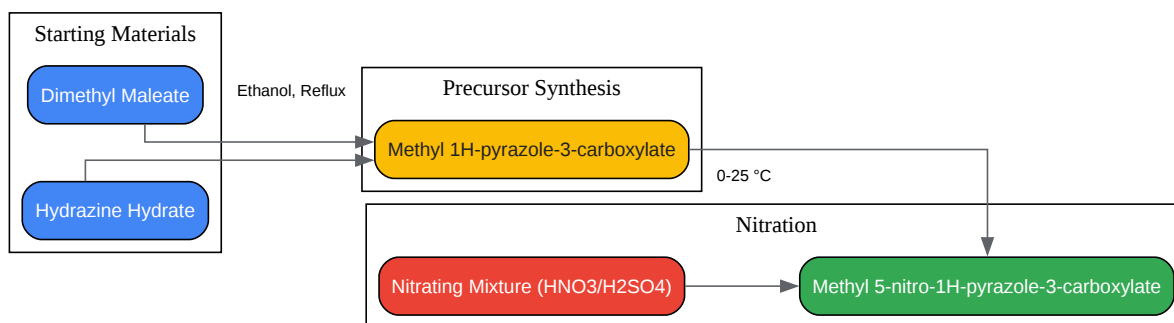 Starting Materials
Dimethyl Maleate
Hydrazine Hydrate
Ethanol, Reflux
Precursor Synthesis
Methyl 1H-pyrazole-3-carboxylate
0-25 °C
Nitration
Nitrating Mixture (HNO3/H2SO4)
Methyl 5-nitro-1H-pyrazole-3-carboxylate